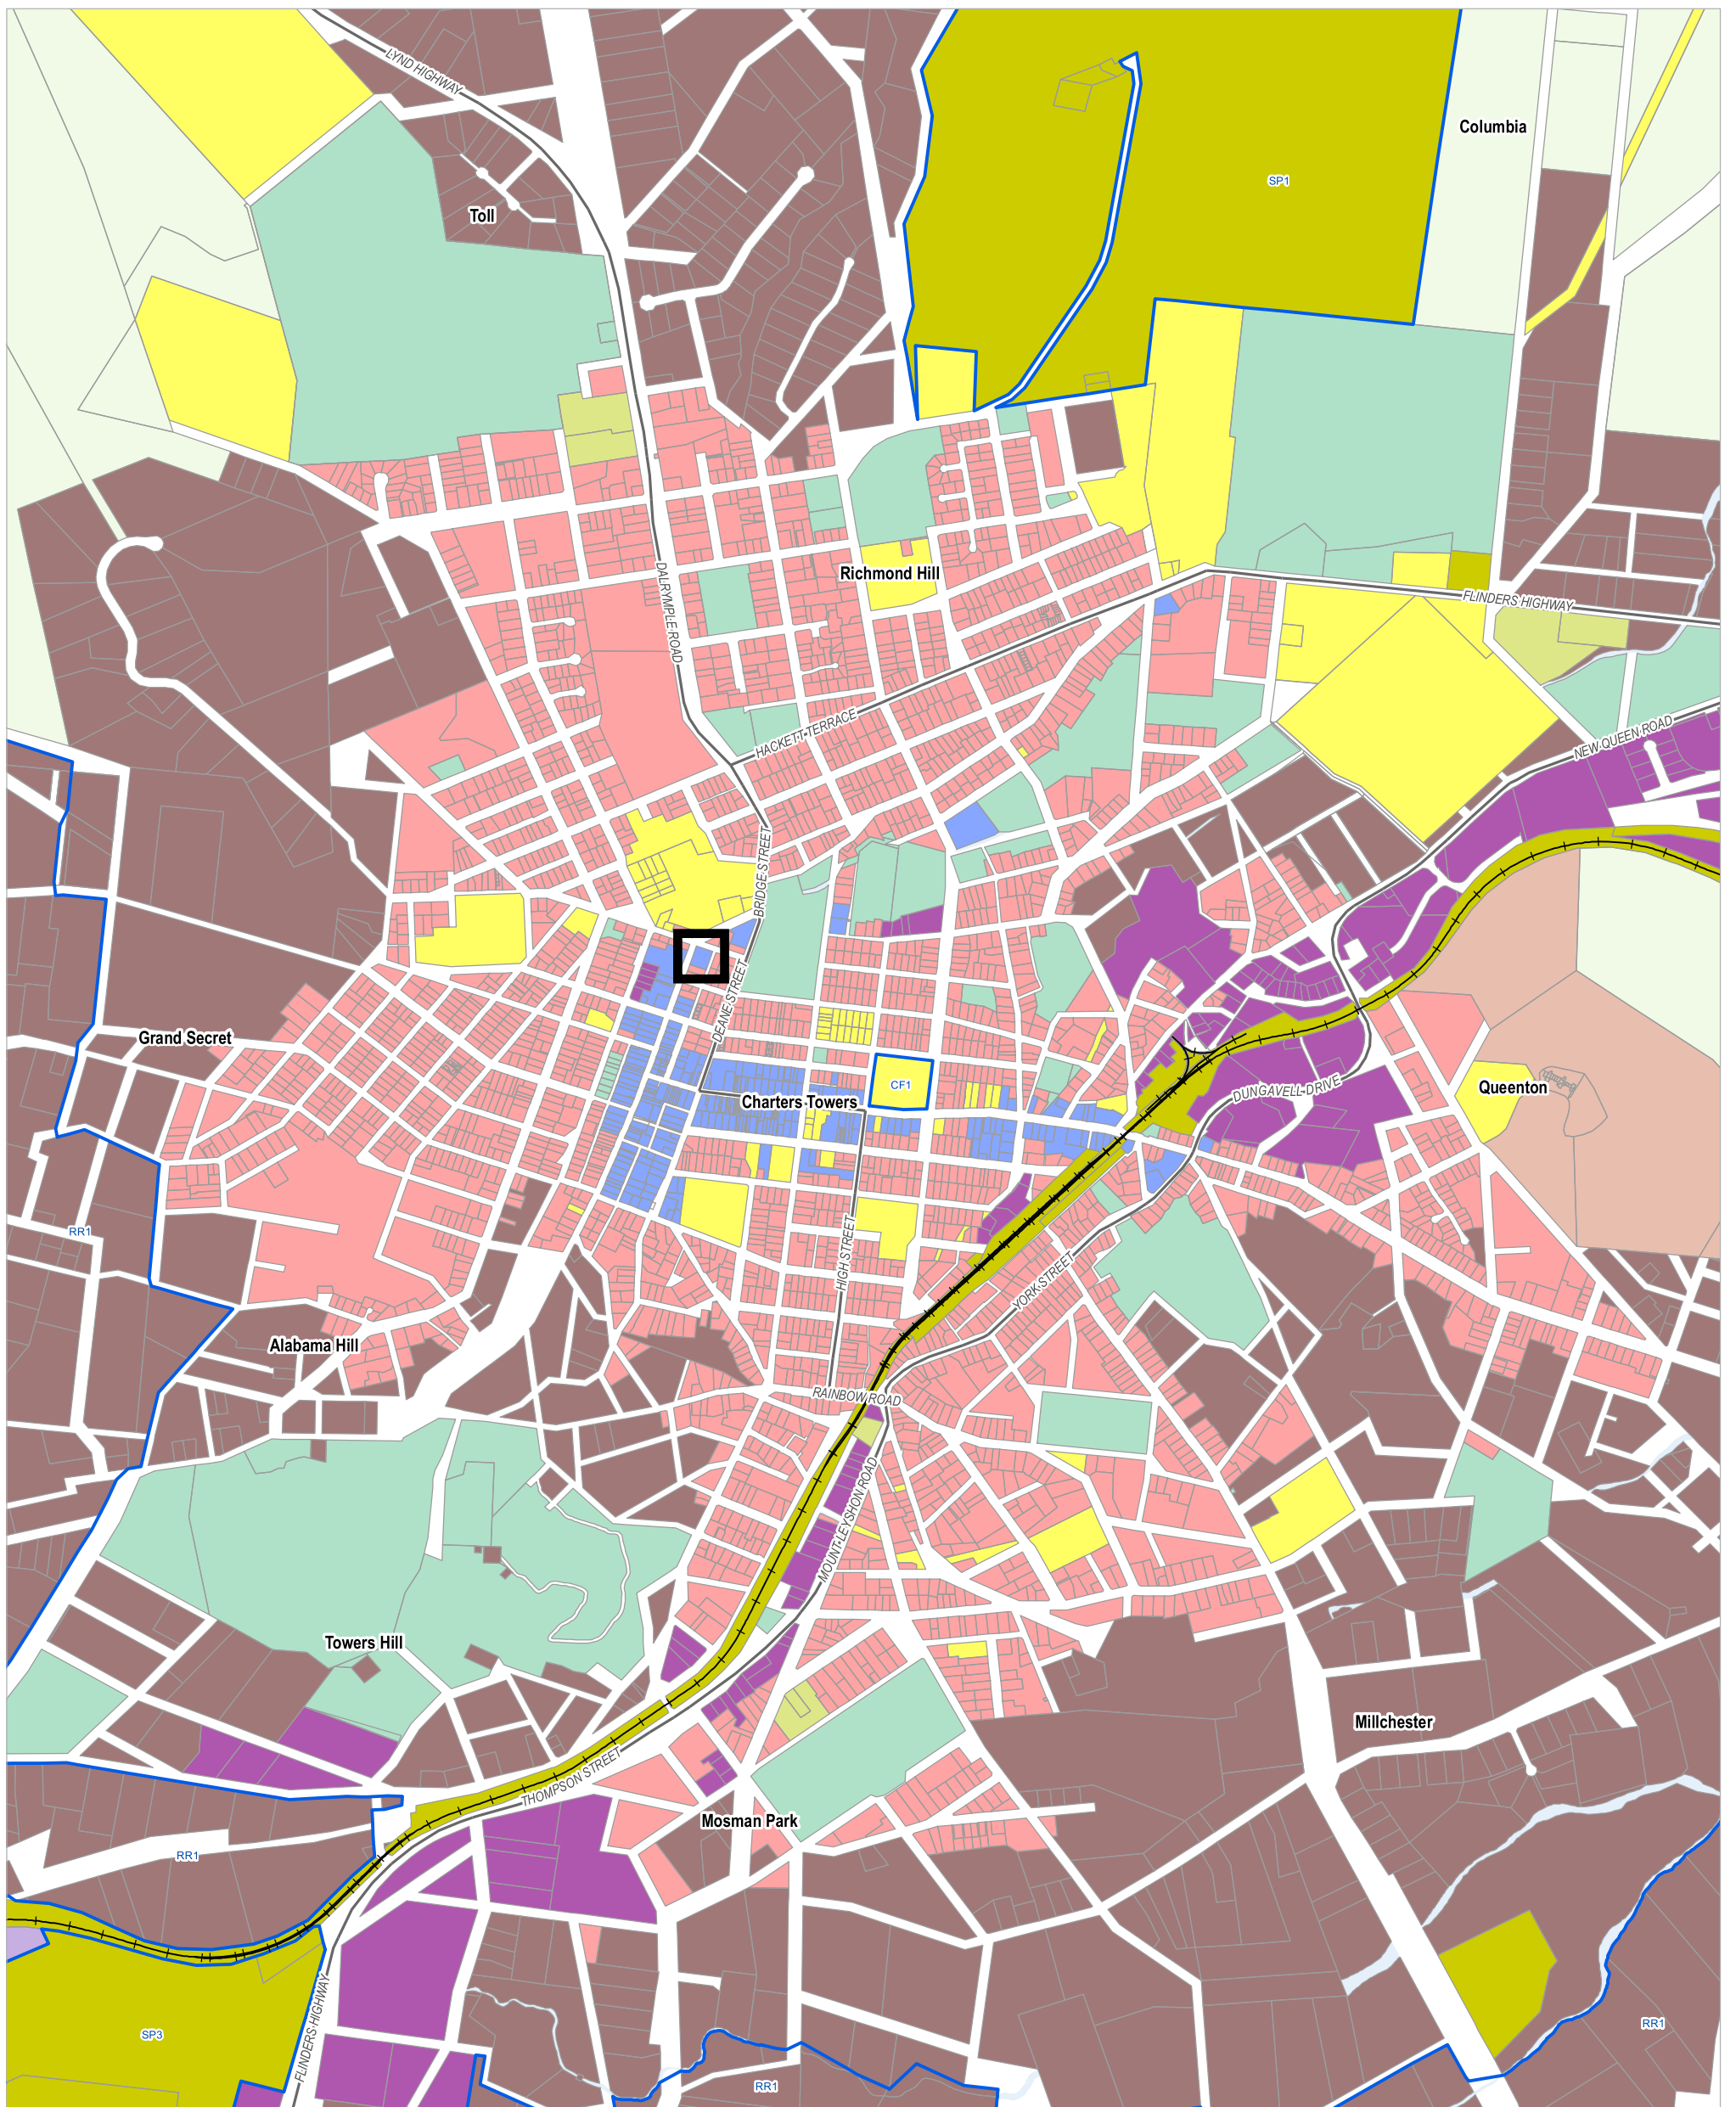 LYND HIGHWAY
Columbia
SP1
Toll
Richmond Hill
DALRYMPLE ROAD
FLINDERS HIGHWAY
HACKETT TERRACE
NEW QUEEN ROAD
BRIDGE STREET
DEANE STREET
Grand Secret
CF1
Charters Towers
DUNGAVELL DRIVE
Queenton
RR1
HIGH STREET
YORK STREET
Alabama Hill
RAINBOW ROAD
MOUNT LEYSHON ROAD
Towers Hill
Millchester
THOMPSON STREET
Mosman Park
RR1
FLINDERS HIGHWAY
SP3
RR1
RR1